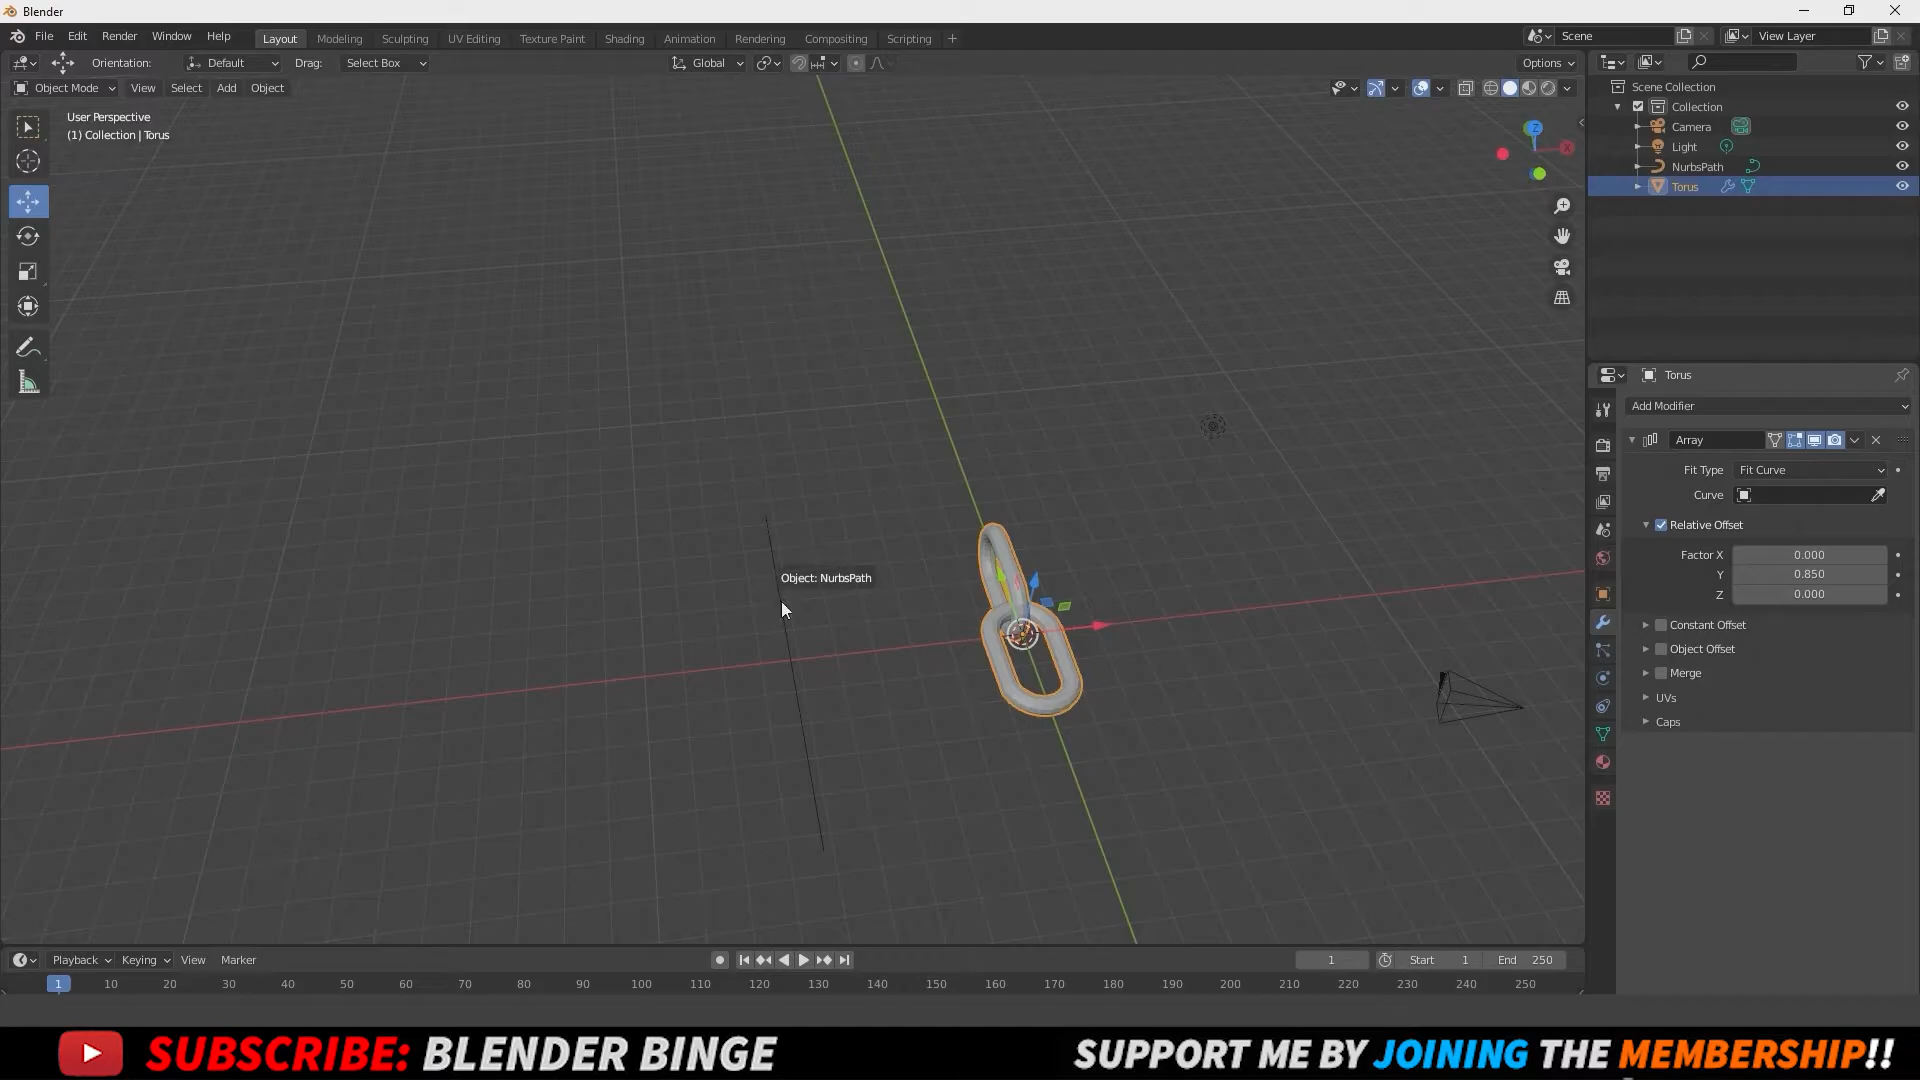 Blender
File Edit Render Window Help
Layout Modeling Sculpting UV Editing Texture Paint Shading Animation Rendering Compositing Scripting +
Scene
View Layer
Orientation: Default Drag: Select Box
Global
Options
Object Mode View Select Add Object
User Perspective
(1) Collection | Torus
Z
X
Scene Collection
Collection
Camera
Light
NurbsPath
Torus
Object: NurbsPath
Torus
Add Modifier
Array
Fit Type Fit Curve
Curve
Relative Offset
Factor X 0.000
Y 0.850
Z 0.000
Constant Offset
Object Offset
Merge
UVs
Caps
Playback Keying View Marker
1 Start 1 End 250
1 10 20 30 40 50 60 70 80 90 100 110 120 130 140 150 160 170 180 190 200 210 220 230 240 250
SUBSCRIBE: BLENDER BINGE
SUPPORT ME BY JOINING THE MEMBERSHIP!!